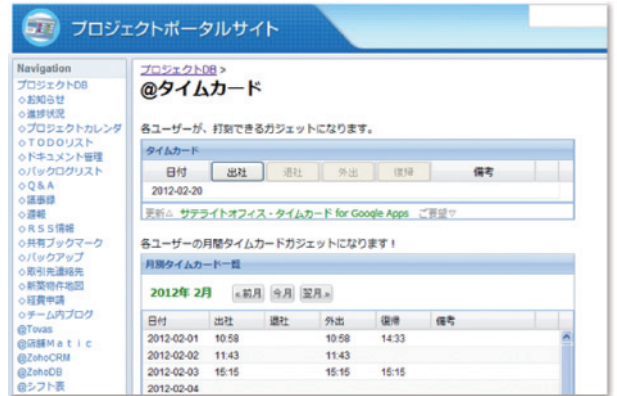 プロジェクトポータルサイト
Navigation
プロジェクトDB
◇お知らせ
◇進捗状況
◇プロジェクトカレンダ
◇TODOリスト
◇ドキュメント管理
◇バックログリスト
◇Q&A
◇議事録
◇週報
◇RSS情報
◇共有ブックマーク
◇バックアップ
◇取引先連絡先
◇新築物件地図
◇経費申請
◇チーム内ブログ
@Tovas
@店舗Matic
@ZohoCRM
@ZohoDB
@シフト表
プロジェクトDB >
@タイムカード
各ユーザーが、打刻できるガジェットになります。
タイムカード
日付 出社 退社 外出 復帰 備考
2012-02-20
更新△ サテライトオフィス・タイムカード for Google Apps ご要望▽
各ユーザーの月間タイムカードガジェットになります！
月別タイムカード一覧
2012年 2月 «前月 今月 翌月»
日付 出社 退社 外出 復帰 備考
2012-02-01 10:58 10:58 14:33
2012-02-02 11:43 11:43
2012-02-03 15:15 15:15 15:15
2012-02-04